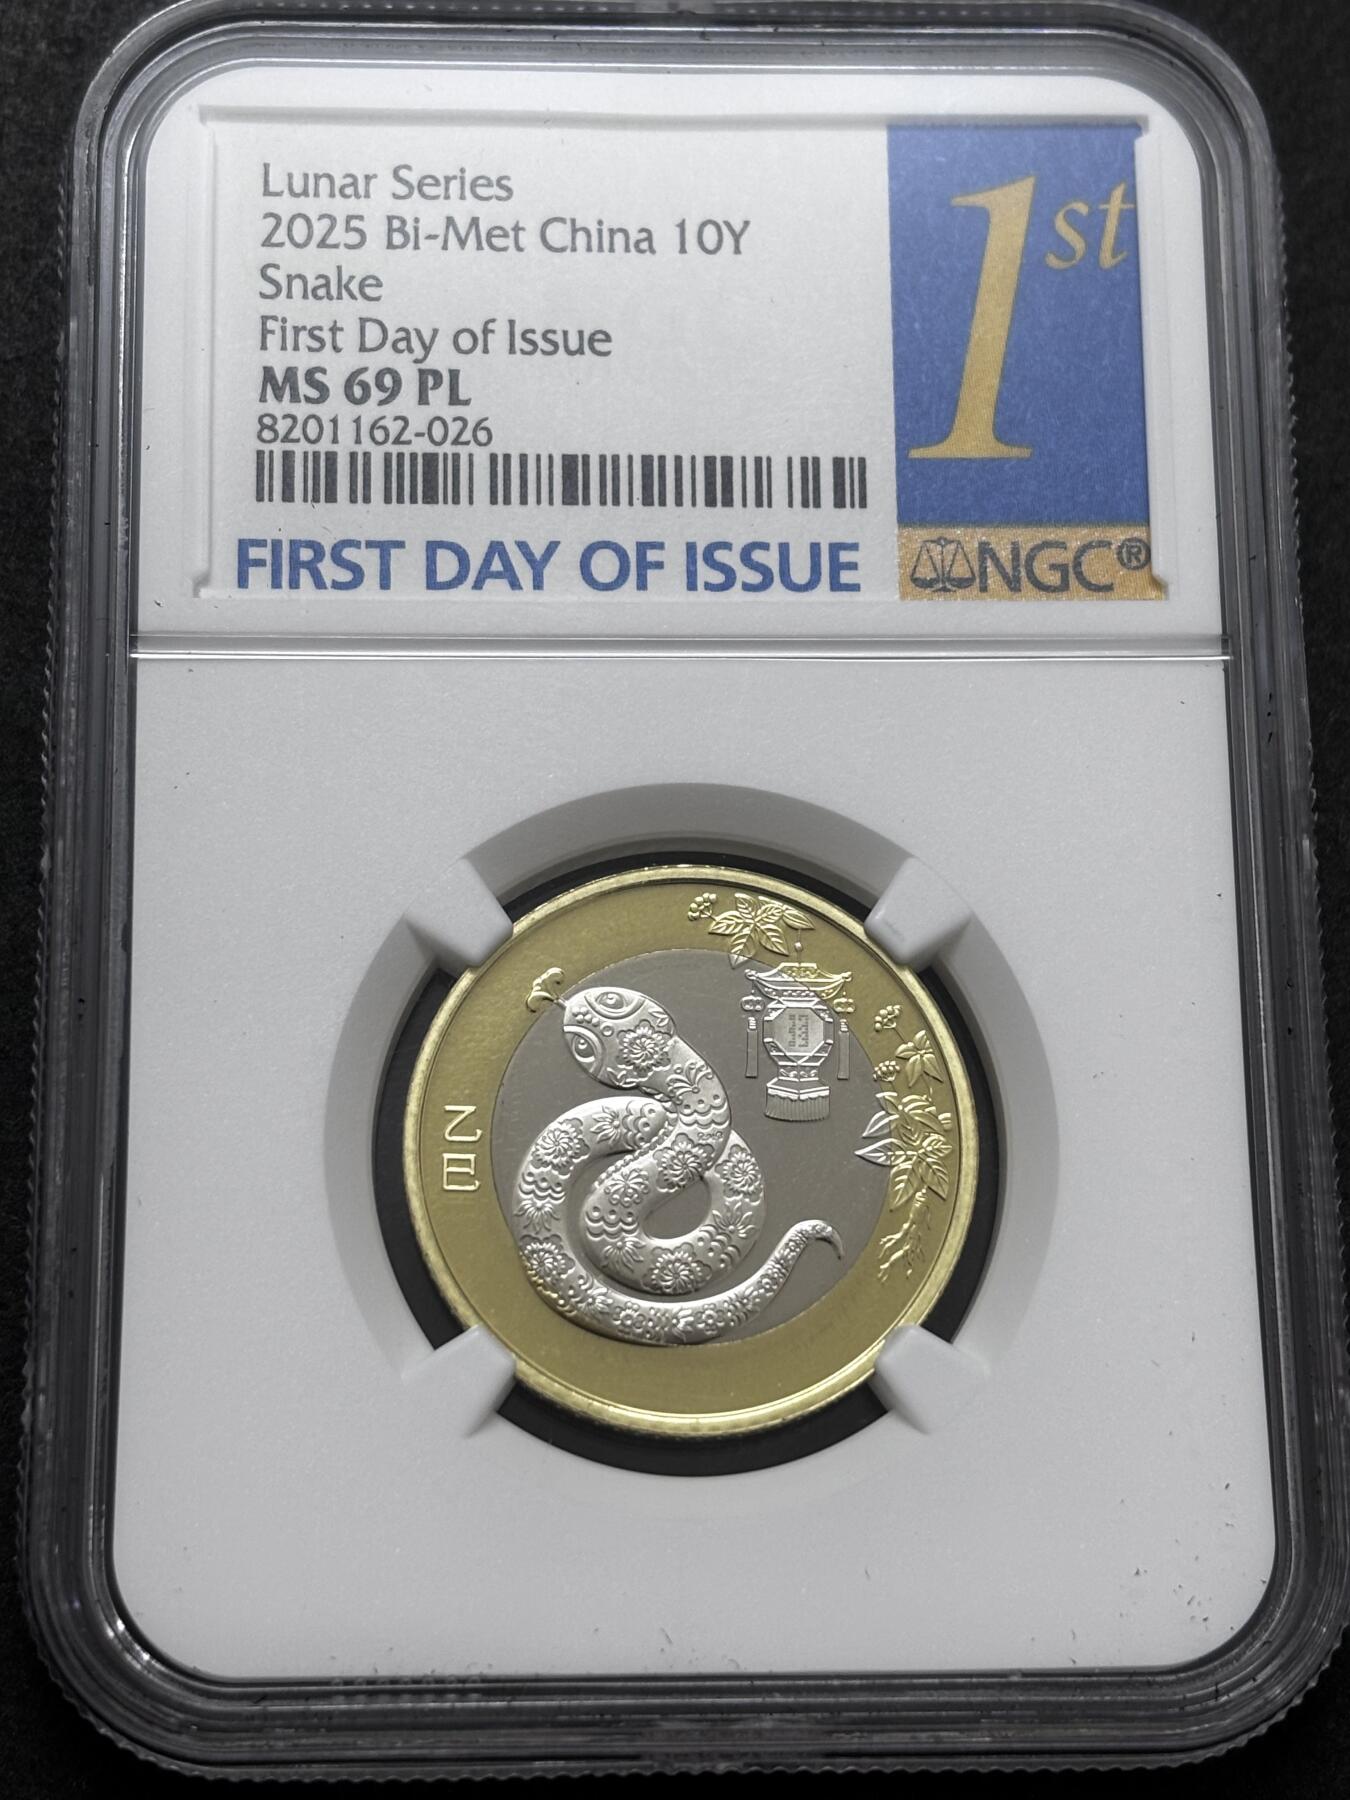 Lunar Series
2025 Bi-Met China 10Y
Snake
First Day of Issue
MS 69 PL
8201162-026
FIRST DAY OF ISSUE
1st
NGC®
乙
巳